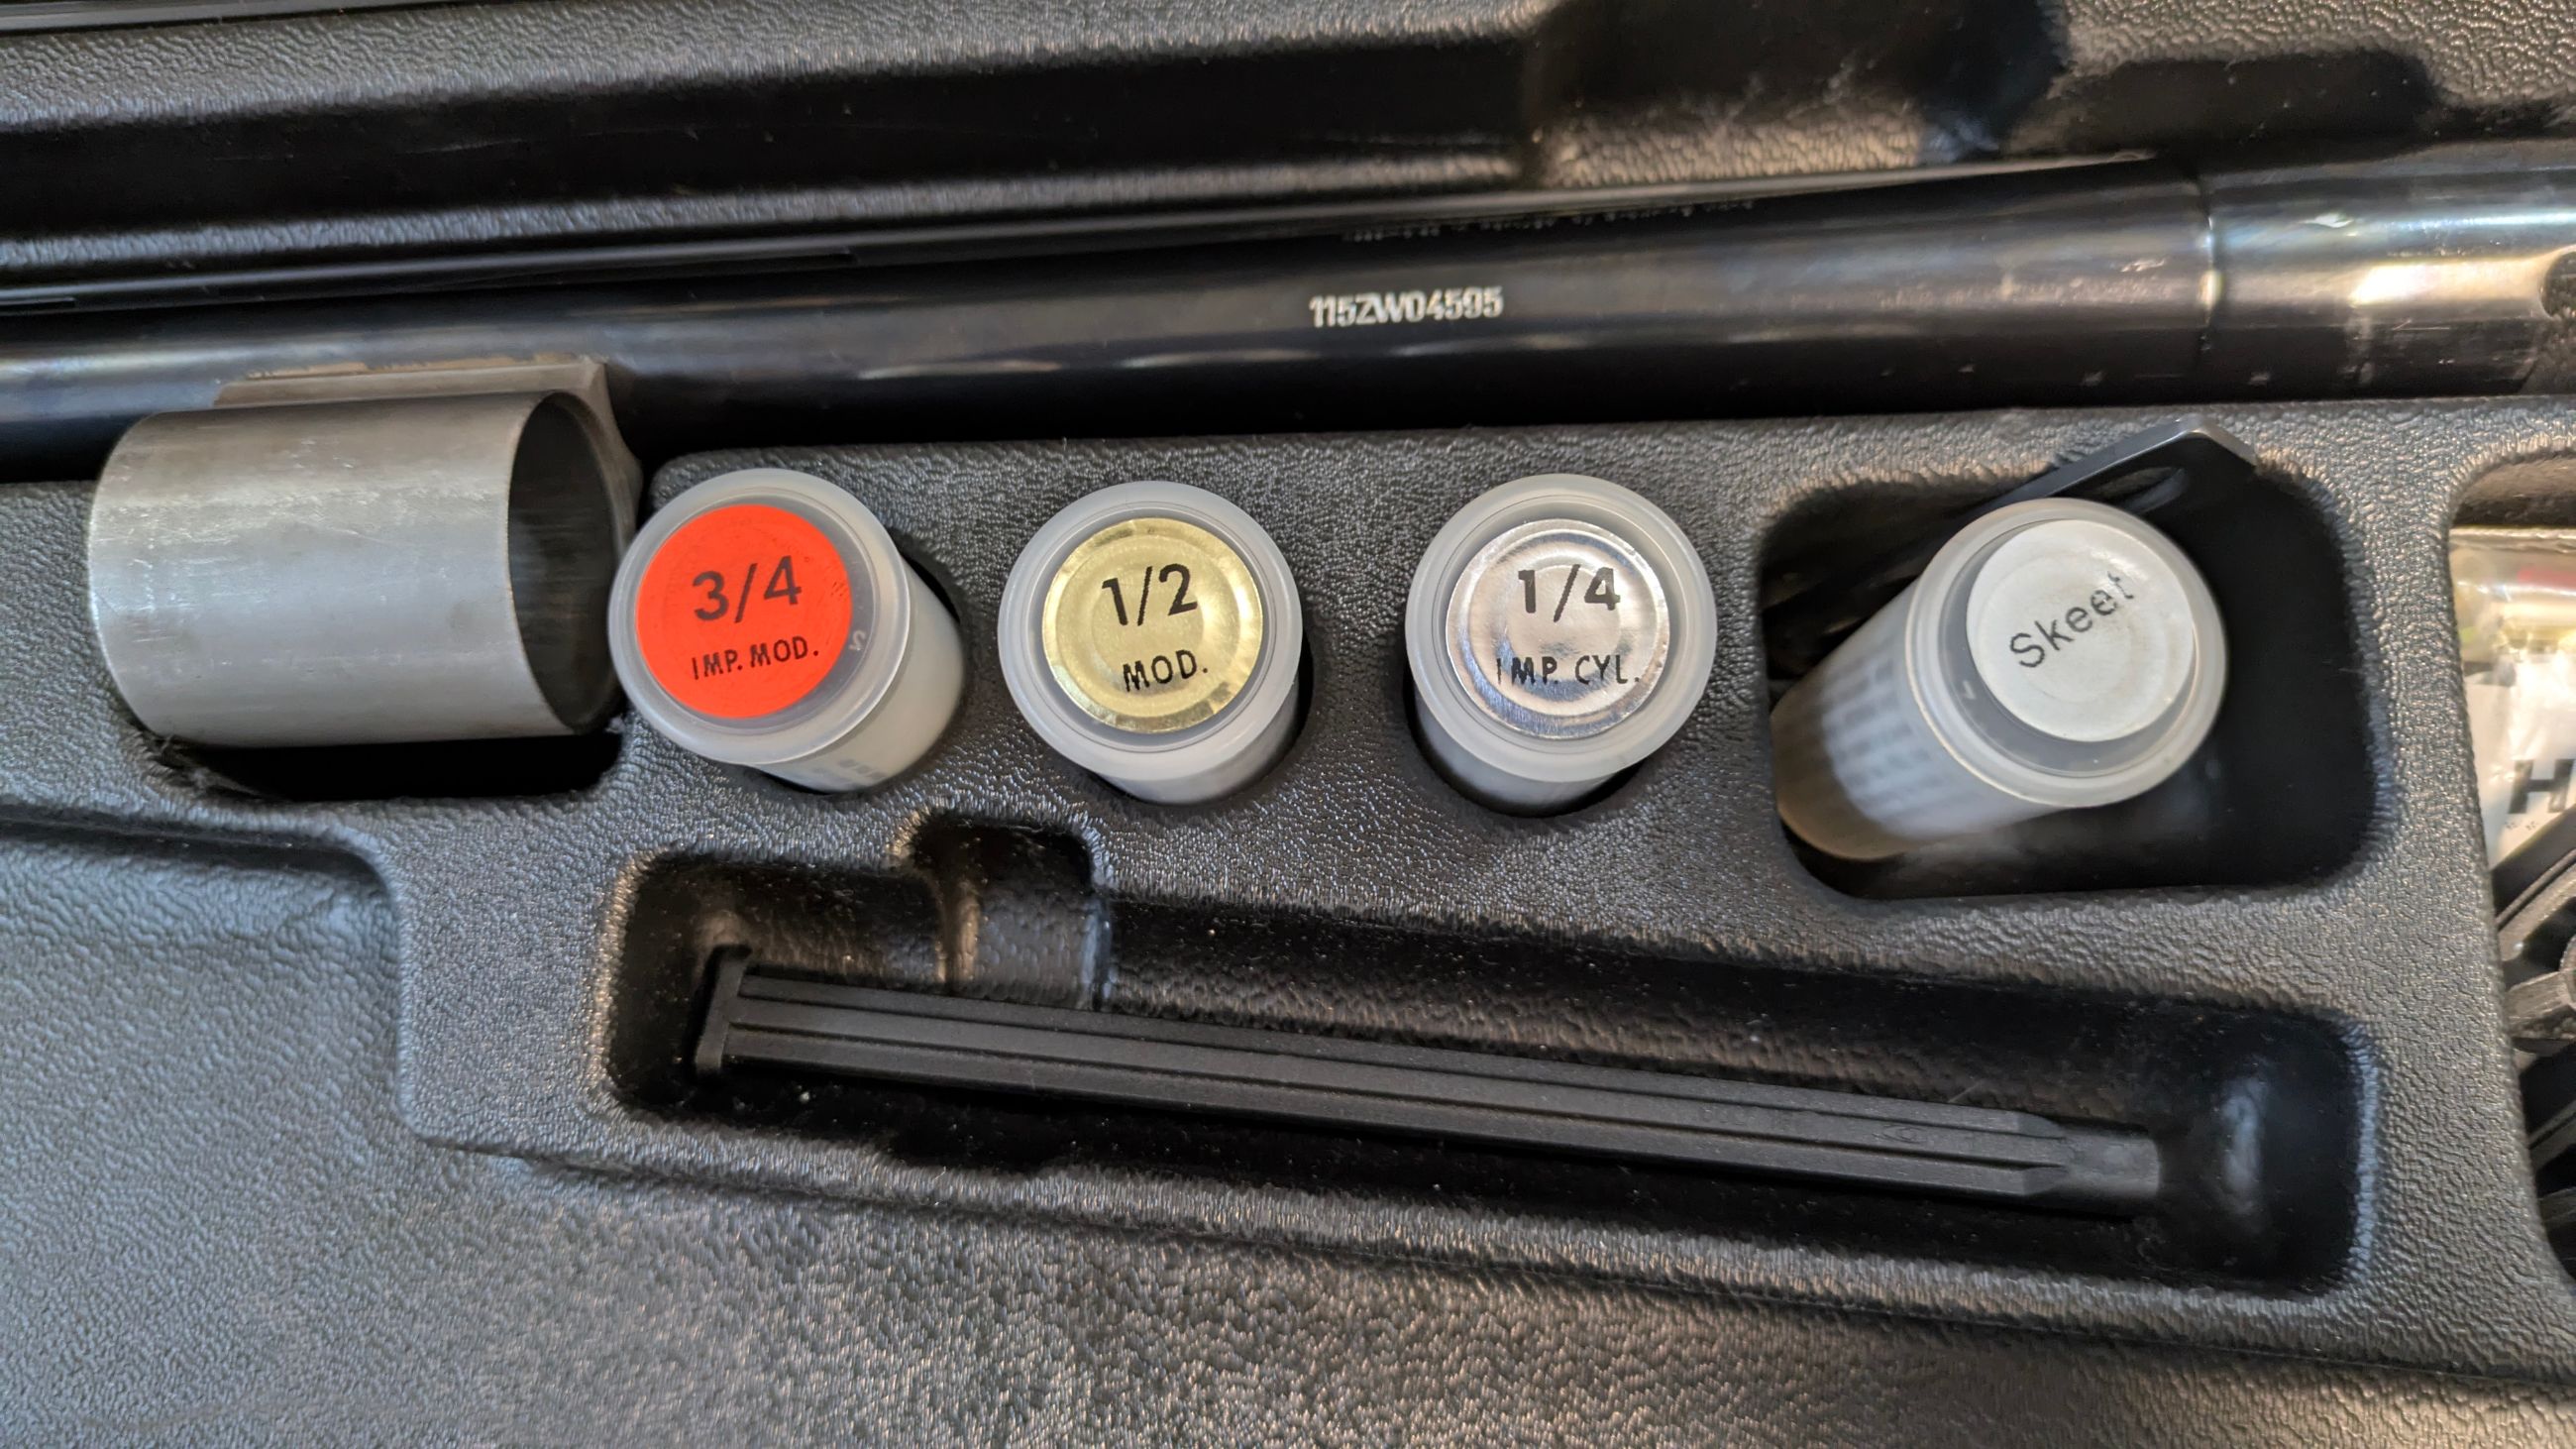 115ZW04595
3/4
IMP. MOD.
1/2
MOD.
1/4
IMP. CYL.
Skeet
H